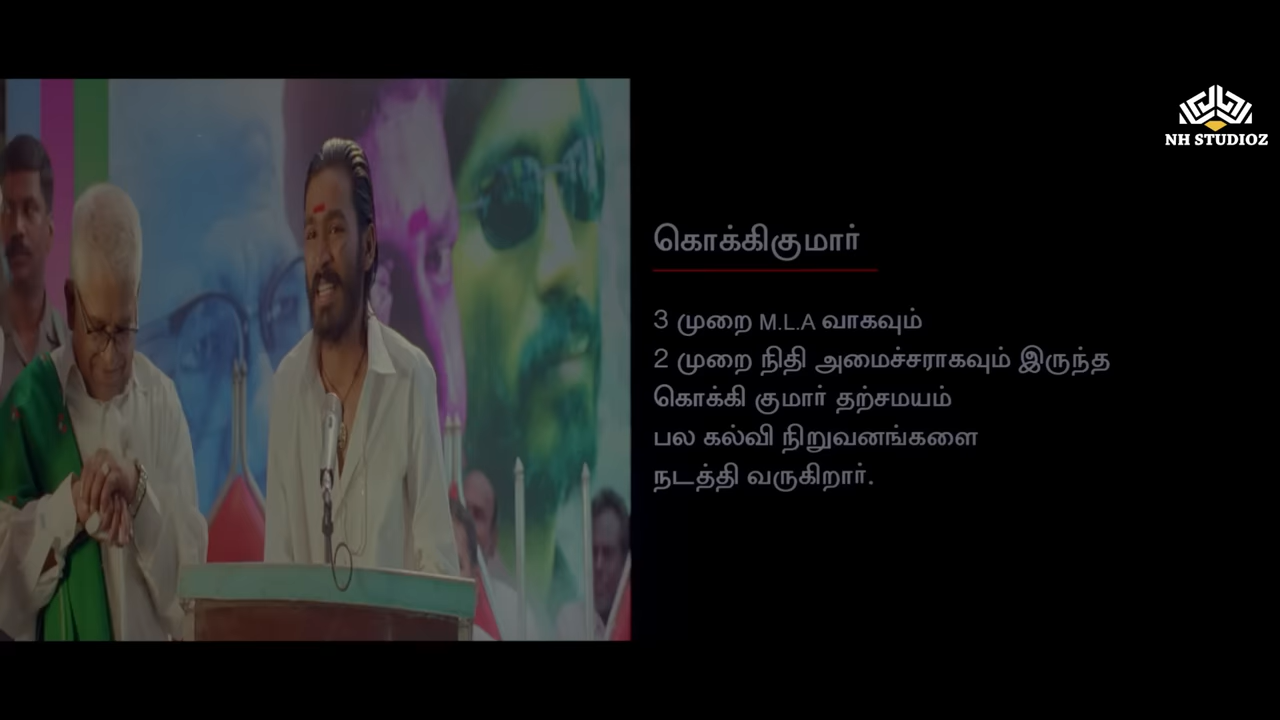 NH STUDIOZ
கொக்கிகுமார்
3 முறை M.L.A வாகவும்
2 முறை நிதி அமைச்சராகவும் இருந்த
கொக்கி குமார் தற்சமயம்
பல கல்வி நிறுவனங்களை
நடத்தி வருகிறார்.